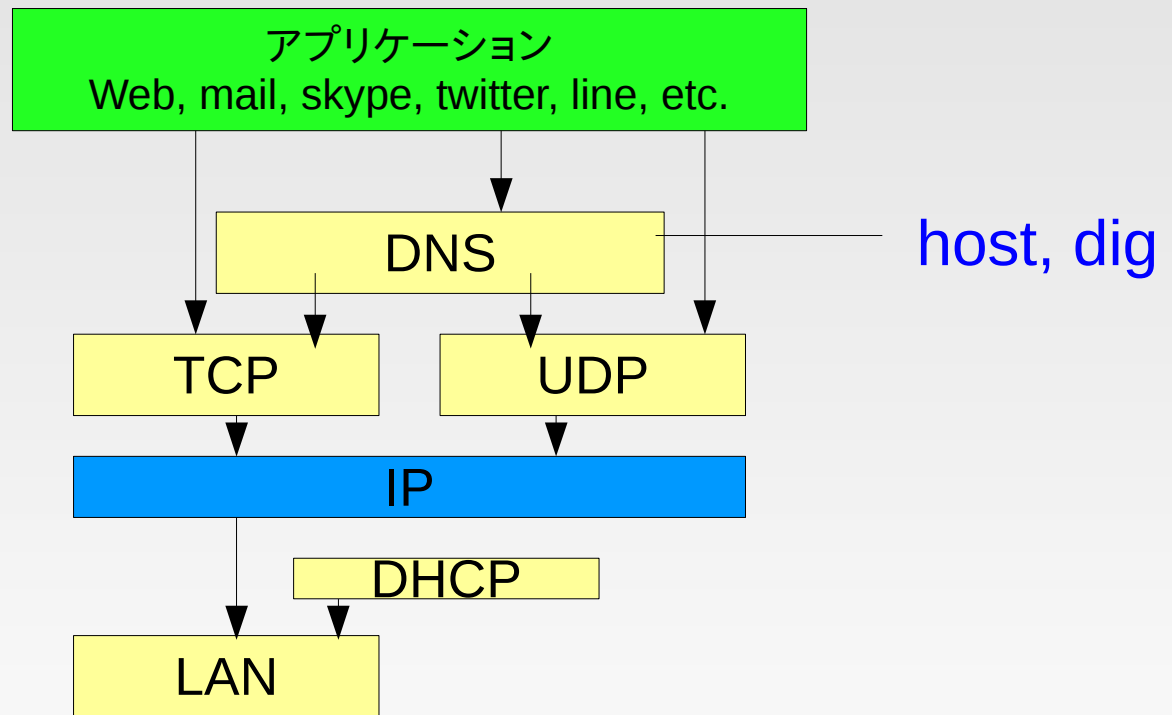 アプリケーション
Web, mail, skype, twitter, line, etc.
DNS
host, dig
TCP
UDP
IP
DHCP
LAN